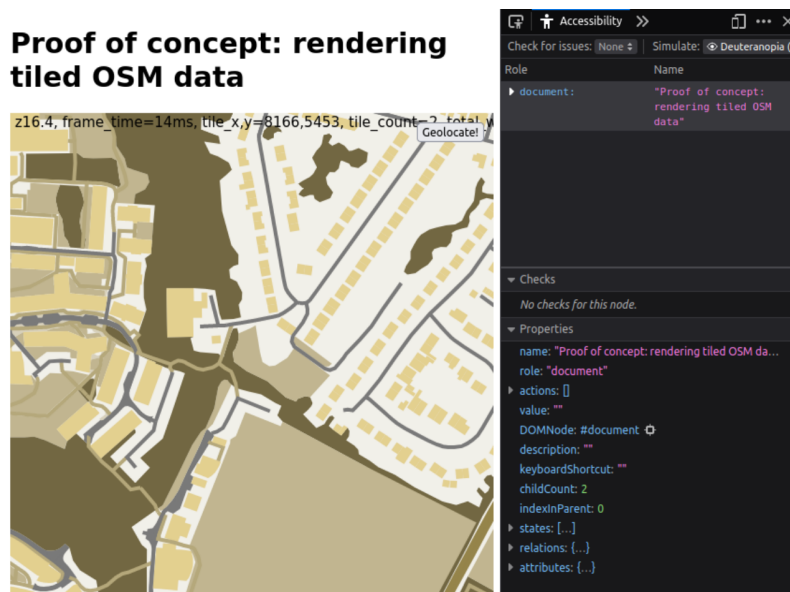 Proof of concept: rendering
tiled OSM data
z16.4, frame_time=14ms, tile_x,y=8166,5453, tile_count=2, total_w
Geolocate!
Accessibility
Check for issues: None Simulate: Deuteranopia (
Role Name
document: "Proof of concept:
rendering tiled OSM
data"
Checks
No checks for this node.
Properties
name: "Proof of concept: rendering tiled OSM da…
role: "document"
actions: []
value: ""
DOMNode: #document
description: ""
keyboardShortcut: ""
childCount: 2
indexInParent: 0
states: […]
relations: {…}
attributes: {…}